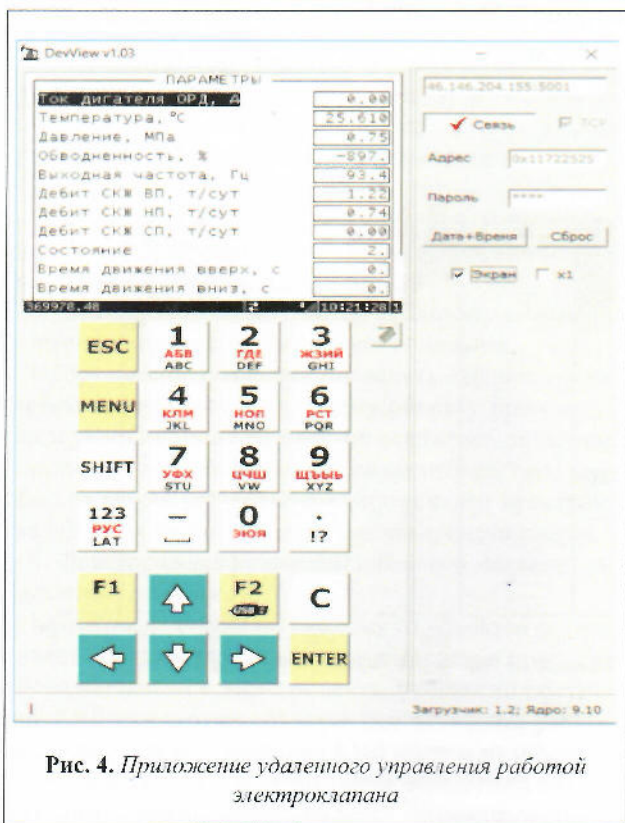 DevView v1.03
ПАРАМЕТРЫ
Ток дигателя ОРД, А 0.00
Температура, °С 25.610
Давление, МПа 0.75
Обводненность, % -897.
Выходная частота, Гц 93.4
Дебит СКЖ ВП, т/сут 1.22
Дебит СКЖ НП, т/сут 0.74
Дебит СКЖ СП, т/сут 0.00
Состояние 2.
Время движения вверх, с 0.
Время движения вниз, с 0.
369978.48 10:21:28
46.146.204.155:5001
Связь
Адрес 0x11722525
Пароль ****
Дата+Время Сброс
Экран x1
ESC 1 2 3
АБВ ГДЕ ЖЗИЙ
ABC DEF GHI
MENU 4 5 6
КЛМ НОП РСТ
JKL MNO PQR
SHIFT 7 8 9
УФХ ЦЧШ ЩЪЫЬ
STU VW XYZ
123 – 0 .
РУС ЭЮЯ
LAT !?
F1 F2 C
USB
ENTER
Загрузчик: 1.2; Ядро: 9.10
Рис. 4. Приложение удаленного управления работой
электроклапана